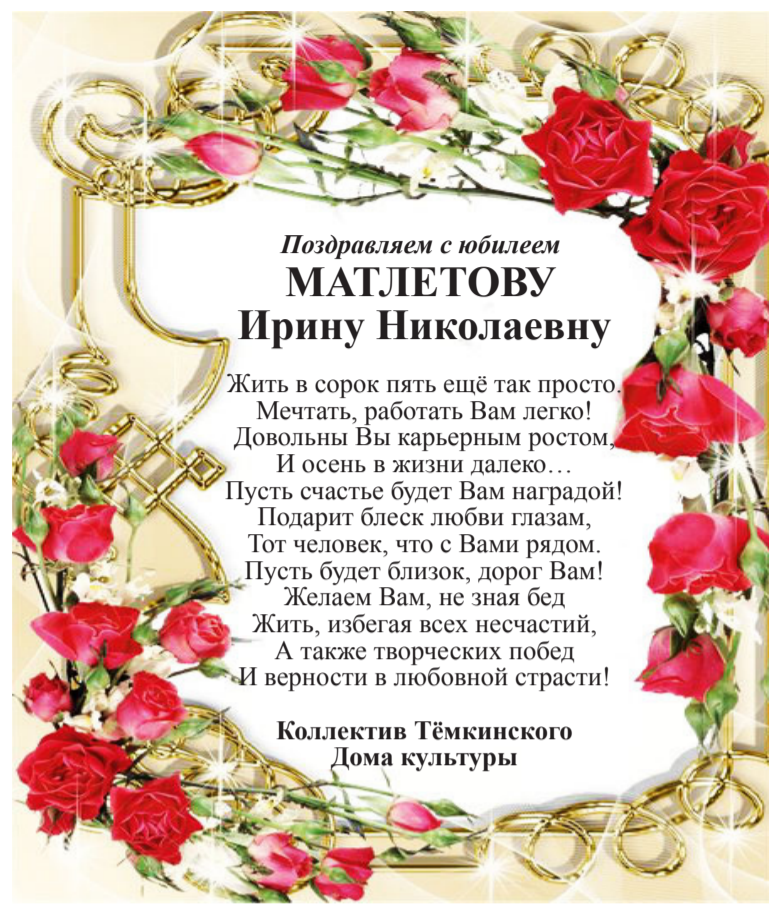 Поздравляем с юбилеем
МАТЛЕТОВУ
Ирину Николаевну
Жить в сорок пять ещё так просто.
Мечтать, работать Вам легко!
Довольны Вы карьерным ростом,
И осень в жизни далеко…
Пусть счастье будет Вам наградой!
Подарит блеск любви глазам,
Тот человек, что с Вами рядом.
Пусть будет близок, дорог Вам!
Желаем Вам, не зная бед
Жить, избегая всех несчастий,
А также творческих побед
И верности в любовной страсти!
Коллектив Тёмкинского
Дома культуры